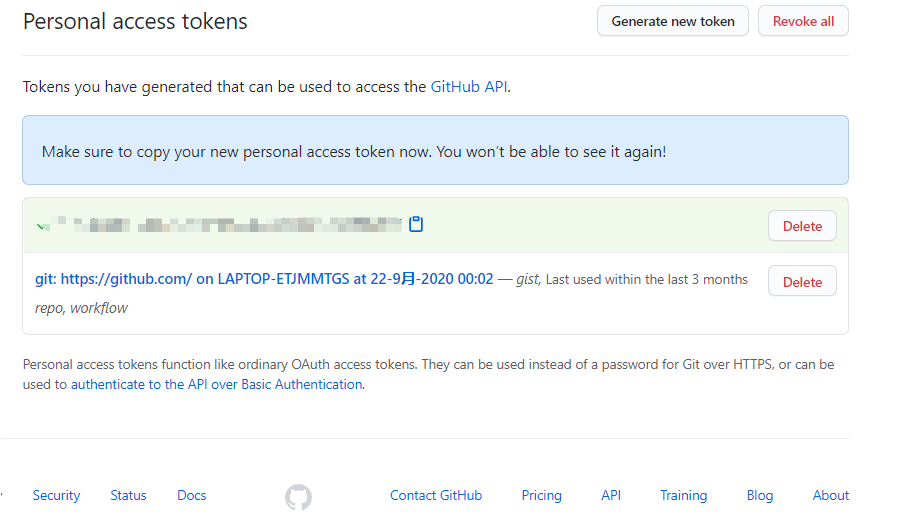 Personal access tokens
Generate new token
Revoke all
Tokens you have generated that can be used to access the GitHub API.
Make sure to copy your new personal access token now. You won't be able to see it again!
Delete
git: https://github.com/ on LAPTOP-ETJMMTGS at 22-9月-2020 00:02 — gist, Last used within the last 3 months
Delete
repo, workflow
Personal access tokens function like ordinary OAuth access tokens. They can be used instead of a password for Git over HTTPS, or can be
used to authenticate to the API over Basic Authentication.
Security Status Docs Contact GitHub Pricing API Training Blog About